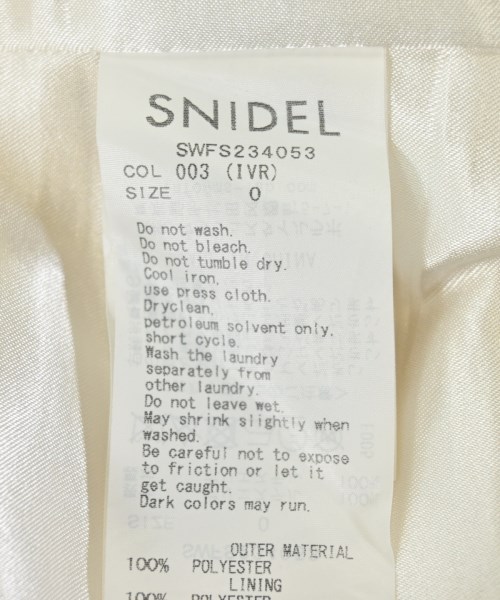 SNIDEL
SWFS234053
COL 003 (IVR)
SIZE 0
Do not wash.
Do not bleach.
Do not tumble dry.
Cool iron,
use press cloth.
Dryclean,
petroleum solvent only.
short cycle.
Wash the laundry
separately from
other laundry.
Do not leave wet.
May shrink slightly when
washed.
Be careful not to expose
to friction or let it
get caught.
Dark colors may run.
OUTER MATERIAL
100% POLYESTER
LINING
100% POLYESTER